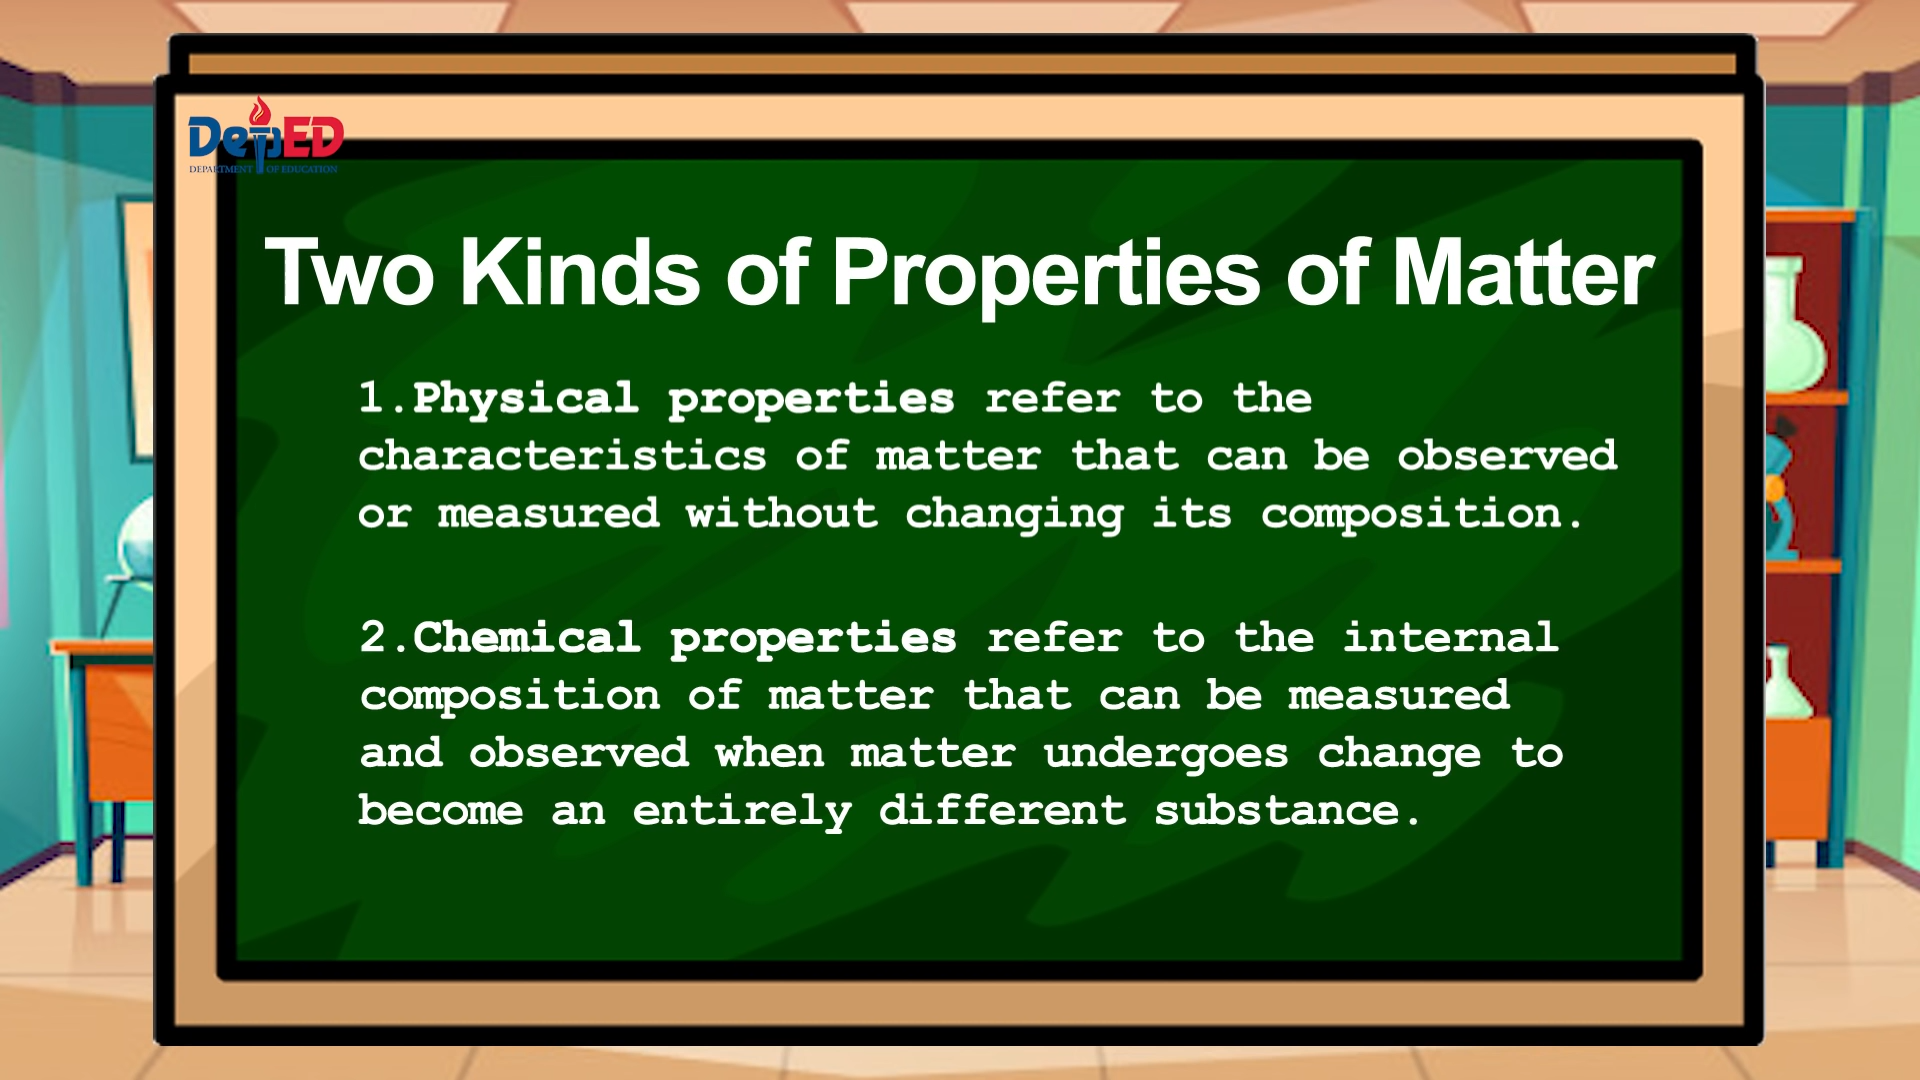 DepED
DEPARTMENT OF EDUCATION
Two Kinds of Properties of Matter
1.Physical properties refer to the
characteristics of matter that can be observed
or measured without changing its composition.
2.Chemical properties refer to the internal
composition of matter that can be measured
and observed when matter undergoes change to
become an entirely different substance.